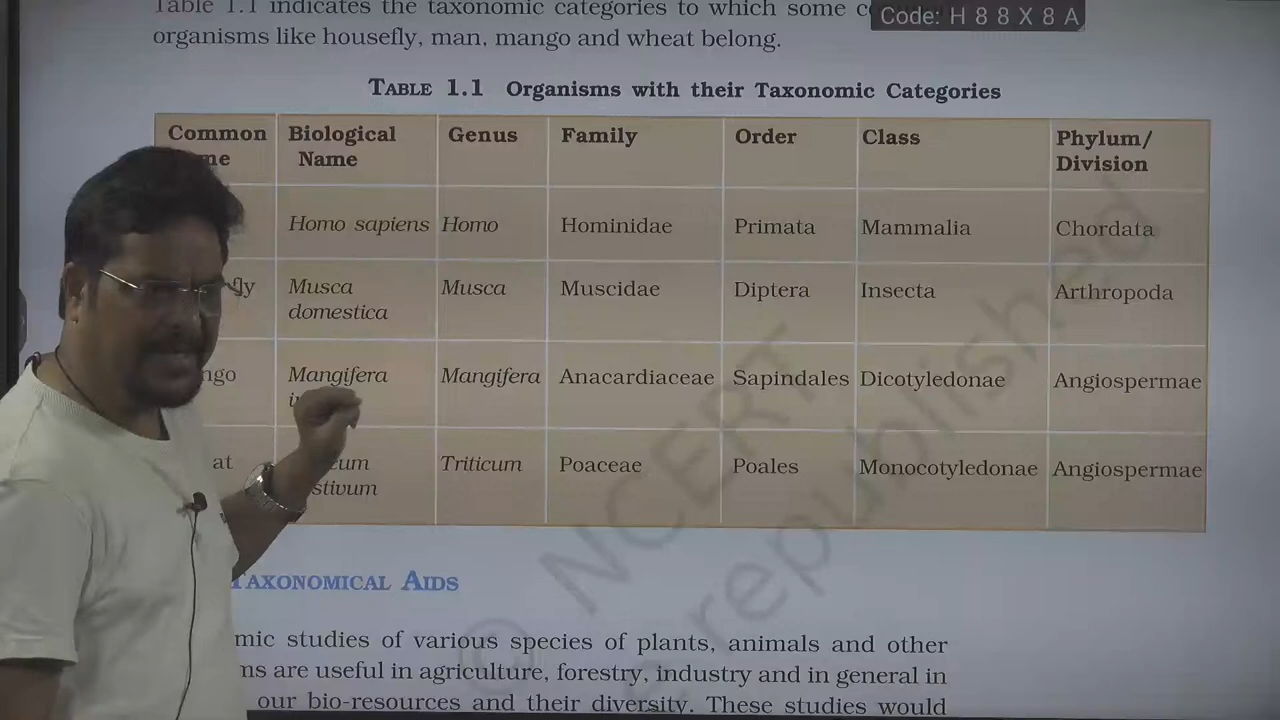 Table 1.1 indicates the taxonomic categories to which some
Code: H 8 8 X 8 A
organisms like housefly, man, mango and wheat belong.
TABLE 1.1 Organisms with their Taxonomic Categories
Common Biological Name Genus Family Order Class Phylum/ Division
Homo sapiens Homo Hominidae Primata Mammalia Chordata
Musca domestica Musca Muscidae Diptera Insecta Arthropoda
Mangifera Mangifera Anacardiaceae Sapindales Dicotyledonae Angiospermae
Triticum Poaceae Poales Monocotyledonae Angiospermae
TAXONOMICAL AIDS
studies of various species of plants, animals and other
are useful in agriculture, forestry, industry and in general in
our bio-resources and their diversity. These studies would
© NCERT
republished